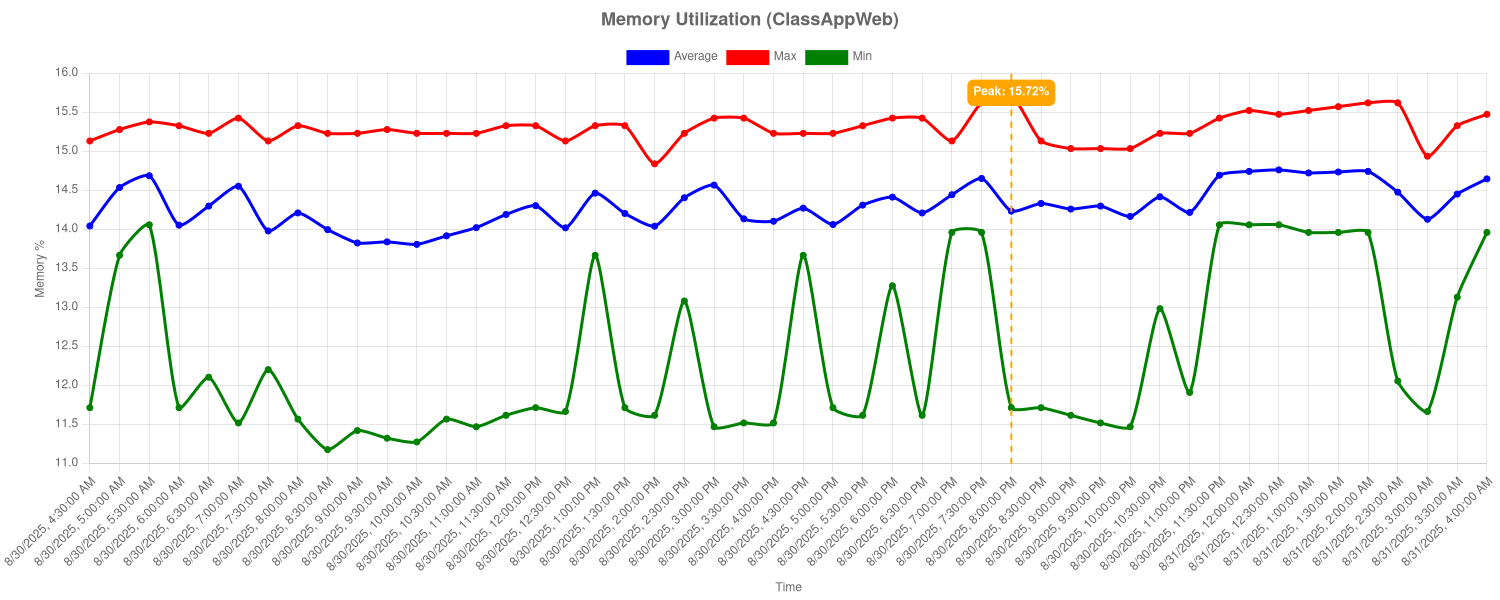 Memory Utilization (ClassAppWeb)
Average Max Min
Peak: 15.72%
16.0
15.5
15.0
14.5
14.0
13.5
13.0
12.5
12.0
11.5
11.0
Memory %
8/30/2025, 4:30:00 AM
8/30/2025, 5:00:00 AM
8/30/2025, 5:30:00 AM
8/30/2025, 6:00:00 AM
8/30/2025, 6:30:00 AM
8/30/2025, 7:00:00 AM
8/30/2025, 7:30:00 AM
8/30/2025, 8:00:00 AM
8/30/2025, 8:30:00 AM
8/30/2025, 9:00:00 AM
8/30/2025, 9:30:00 AM
8/30/2025, 10:00:00 AM
8/30/2025, 10:30:00 AM
8/30/2025, 11:00:00 AM
8/30/2025, 11:30:00 AM
8/30/2025, 12:00:00 PM
8/30/2025, 12:30:00 PM
8/30/2025, 1:00:00 PM
8/30/2025, 1:30:00 PM
8/30/2025, 2:00:00 PM
8/30/2025, 2:30:00 PM
8/30/2025, 3:00:00 PM
8/30/2025, 3:30:00 PM
8/30/2025, 4:00:00 PM
8/30/2025, 4:30:00 PM
8/30/2025, 5:00:00 PM
8/30/2025, 5:30:00 PM
8/30/2025, 6:00:00 PM
8/30/2025, 6:30:00 PM
8/30/2025, 7:00:00 PM
8/30/2025, 7:30:00 PM
8/30/2025, 8:00:00 PM
8/30/2025, 8:30:00 PM
8/30/2025, 9:00:00 PM
8/30/2025, 9:30:00 PM
8/30/2025, 10:00:00 PM
8/30/2025, 10:30:00 PM
8/30/2025, 11:00:00 PM
8/30/2025, 11:30:00 PM
8/31/2025, 12:00:00 AM
8/31/2025, 12:30:00 AM
8/31/2025, 1:00:00 AM
8/31/2025, 1:30:00 AM
8/31/2025, 2:00:00 AM
8/31/2025, 2:30:00 AM
8/31/2025, 3:00:00 AM
8/31/2025, 3:30:00 AM
8/31/2025, 4:00:00 AM
Time